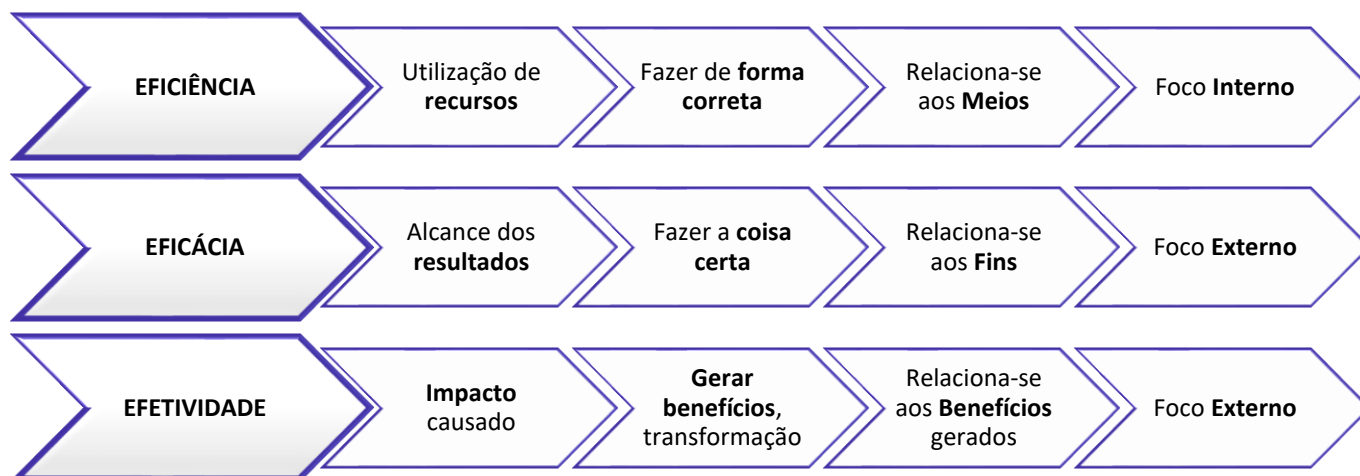 EFICIÊNCIA
Utilização de
recursos
Fazer de forma
correta
Relaciona-se
aos Meios
Foco Interno
EFICÁCIA
Alcance dos
resultados
Fazer a coisa
certa
Relaciona-se
aos Fins
Foco Externo
EFETIVIDADE
Impacto
causado
Gerar
benefícios,
transformação
Relaciona-se
aos Benefícios
gerados
Foco Externo